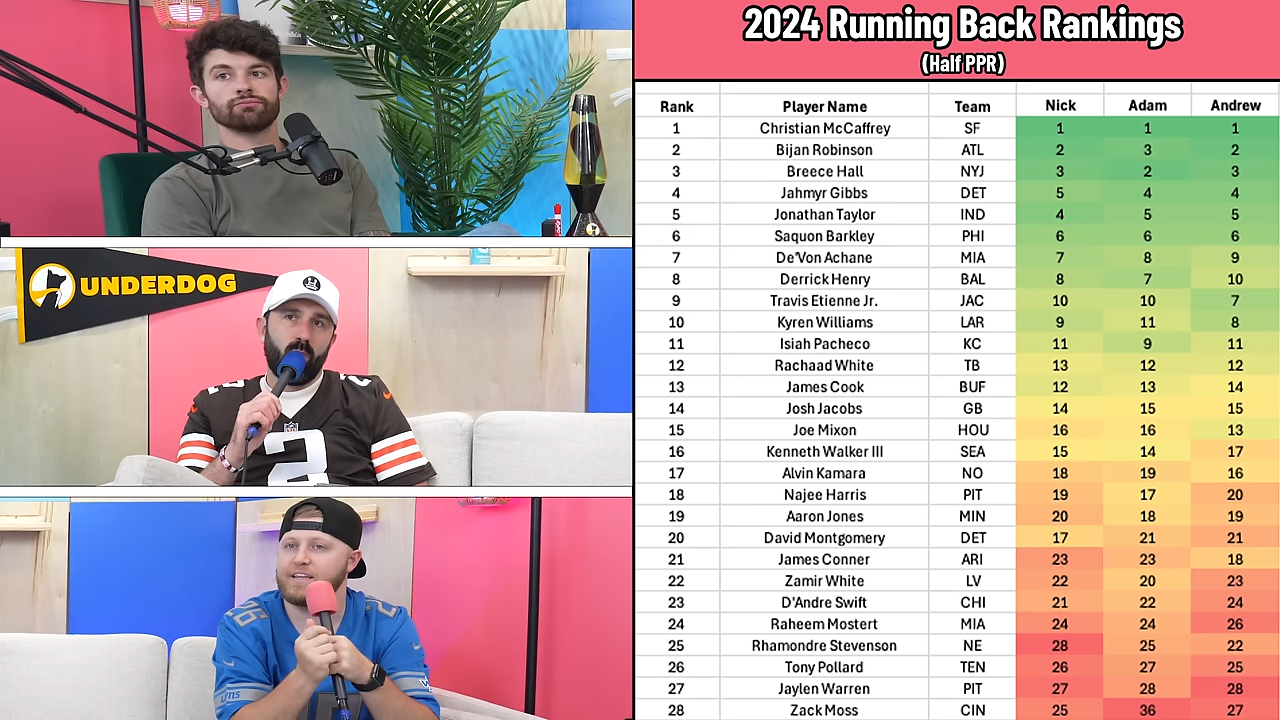 2024 Running Back Rankings
(Half PPR)
Rank Player Name Team Nick Adam Andrew
1 Christian McCaffrey SF 1 1 1
2 Bijan Robinson ATL 2 3 2
3 Breece Hall NYJ 3 2 3
4 Jahmyr Gibbs DET 5 4 4
5 Jonathan Taylor IND 4 5 5
6 Saquon Barkley PHI 6 6 6
7 De'Von Achane MIA 7 8 9
8 Derrick Henry BAL 8 7 10
9 Travis Etienne Jr. JAC 10 10 7
10 Kyren Williams LAR 9 11 8
11 Isiah Pacheco KC 11 9 11
12 Rachaad White TB 13 12 12
13 James Cook BUF 12 13 14
14 Josh Jacobs GB 14 15 15
15 Joe Mixon HOU 16 16 13
16 Kenneth Walker III SEA 15 14 17
17 Alvin Kamara NO 18 19 16
18 Najee Harris PIT 19 17 20
19 Aaron Jones MIN 20 18 19
20 David Montgomery DET 17 21 21
21 James Conner ARI 23 23 18
22 Zamir White LV 22 20 23
23 D'Andre Swift CHI 21 22 24
24 Raheem Mostert MIA 24 24 26
25 Rhamondre Stevenson NE 28 25 22
26 Tony Pollard TEN 26 27 25
27 Jaylen Warren PIT 27 28 28
28 Zack Moss CIN 25 36 27
UNDERDOG
2
26